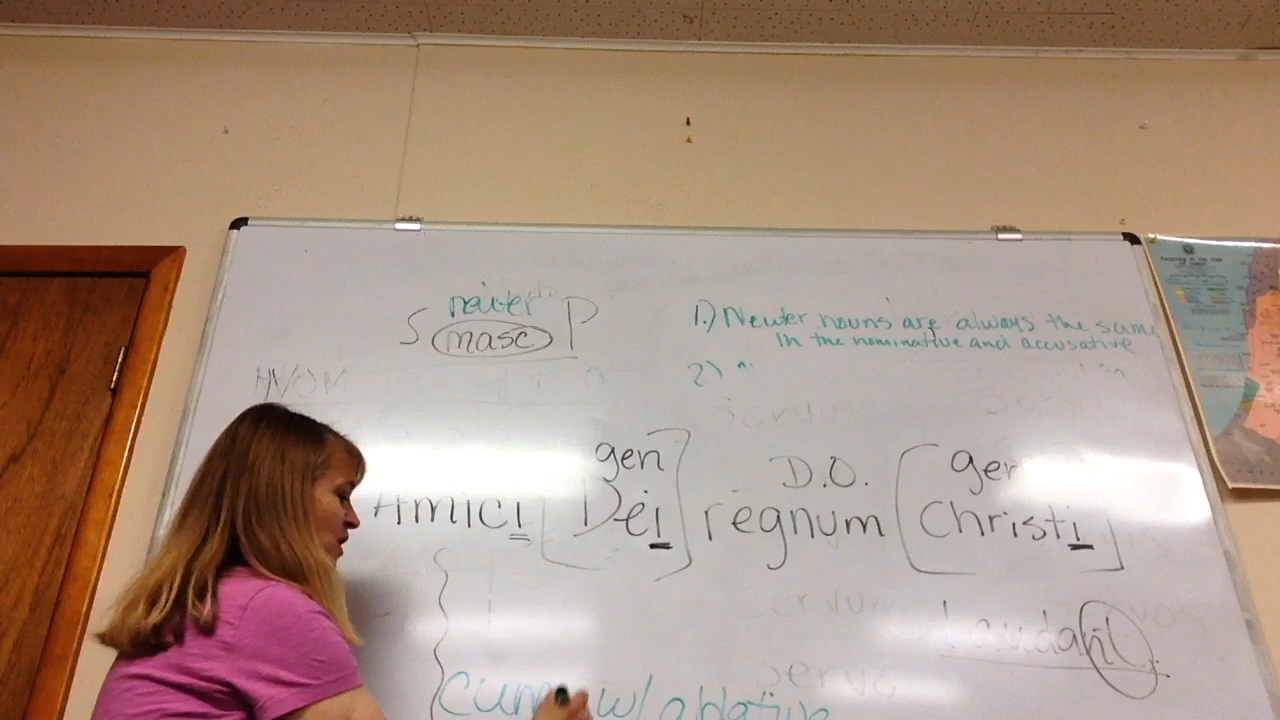 neuter
S masc P
1.) Neuter nouns are always the same
in the nominative and accusative
2) "
gen D.O. gen
Amici [Dei] regnum [Christi]
Laudant.
cum w/ ablative